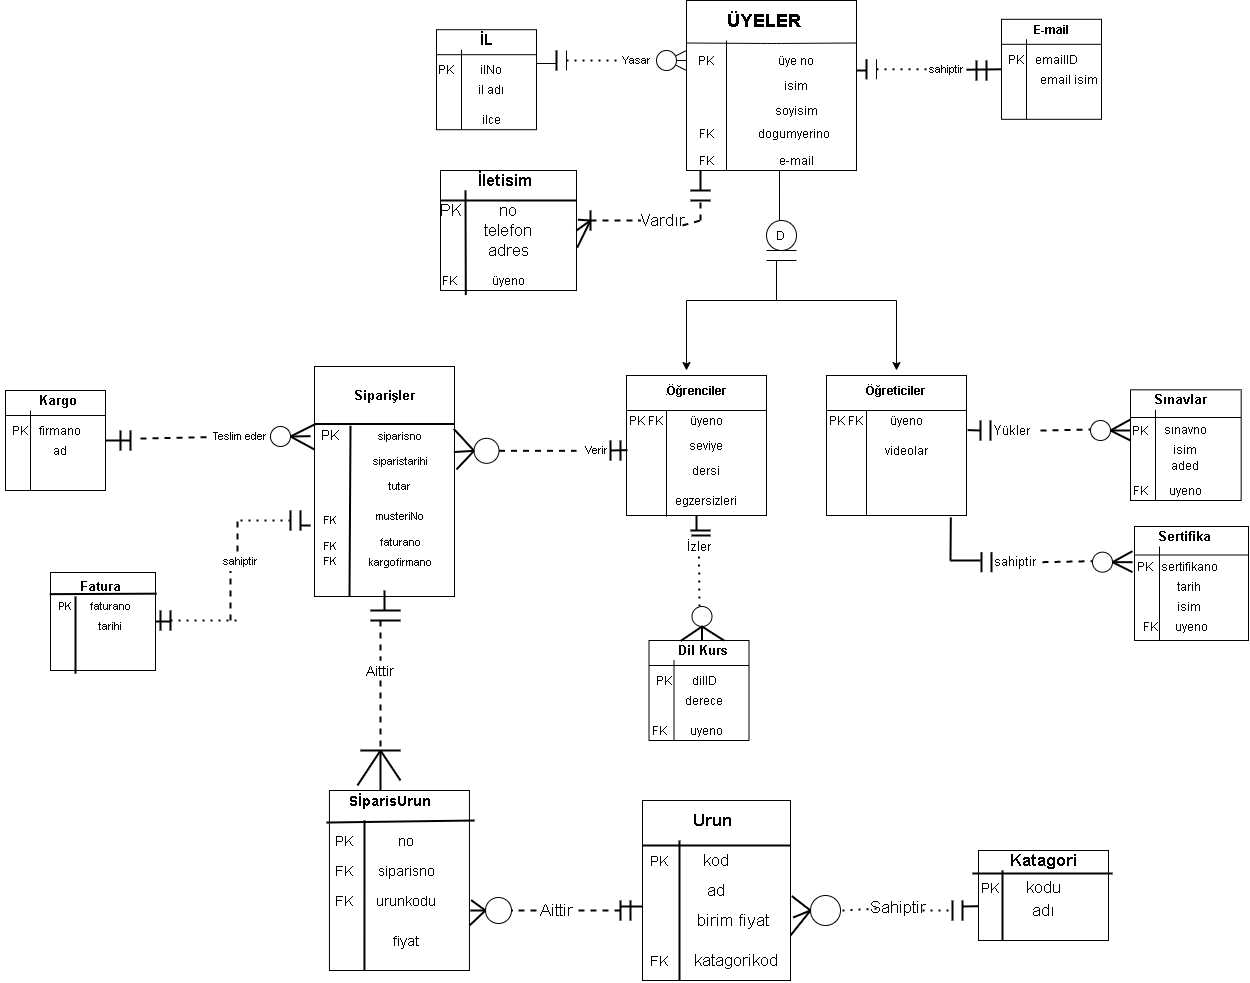 ÜYELER
PK üye no
isim
soyisim
FK dogumyerino
FK e-mail
İL
PK ilNo
il adı
ilce
Yasar
sahiptir
E-mail
PK emailID
email isim
İletisim
PK no
telefon
adres
FK üyeno
Vardır
D
Kargo
PK firmano
ad
Teslim eder
Siparişler
PK siparisno
siparistarihi
tutar
FK musteriNo
FK faturano
FK kargofirmano
Verir
Öğrenciler
PK FK üyeno
seviye
dersi
egzersizleri
Öğreticiler
PK FK üyeno
videolar
Yükler
Sınavlar
PK sınavno
isim
aded
FK uyeno
sahiptir
Sertifika
PK sertifikano
tarih
isim
FK uyeno
sahiptir
Fatura
PK faturano
tarihi
İzler
Dil Kurs
PK dilID
derece
FK uyeno
Aittir
SİparisUrun
PK no
FK siparisno
FK urunkodu
fiyat
Aittir
Urun
PK kod
ad
birim fiyat
FK katagorikod
Sahiptir
Katagori
PK kodu
adı